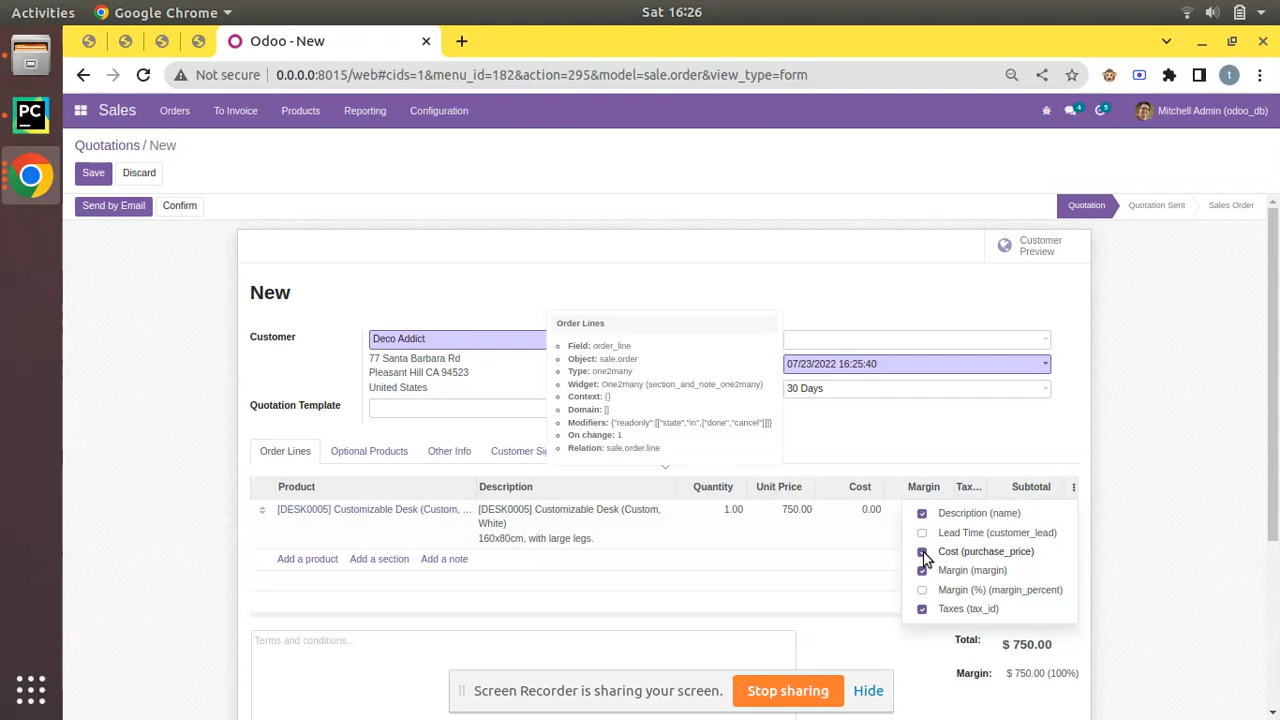 Activities
Google Chrome
Sat 16:26
Odoo - New
Not secure
0.0.0.0:8015/web#cids=1&menu_id=182&action=295&model=sale.order&view_type=form
t
PC
Sales
Orders
To Invoice
Products
Reporting
Configuration
4
5
Mitchell Admin (odoo_db)
Quotations / New
Save
Discard
Send by Email
Confirm
Quotation
Quotation Sent
Sales Order
Customer
Preview
New
Customer
Deco Addict
77 Santa Barbara Rd
Pleasant Hill CA 94523
United States
Quotation Template
Order Lines
Field: order_line
Object: sale.order
Type: one2many
Widget: One2many (section_and_note_one2many)
Context: {}
Domain: []
Modifiers: {"readonly":[["state","in",["done","cancel"]]]}
On change: 1
Relation: sale.order.line
07/23/2022 16:25:40
30 Days
Order Lines
Optional Products
Other Info
Customer Si
Product
Description
Quantity
Unit Price
Cost
Margin
Tax...
Subtotal
[DESK0005] Customizable Desk (Custom, ...
[DESK0005] Customizable Desk (Custom,
White)
160x80cm, with large legs.
1.00
750.00
0.00
Add a product
Add a section
Add a note
Description (name)
Lead Time (customer_lead)
Cost (purchase_price)
Margin (margin)
Margin (%) (margin_percent)
Taxes (tax_id)
Terms and conditions...
Total:
$ 750.00
Margin:
$ 750.00 (100%)
Screen Recorder is sharing your screen.
Stop sharing
Hide